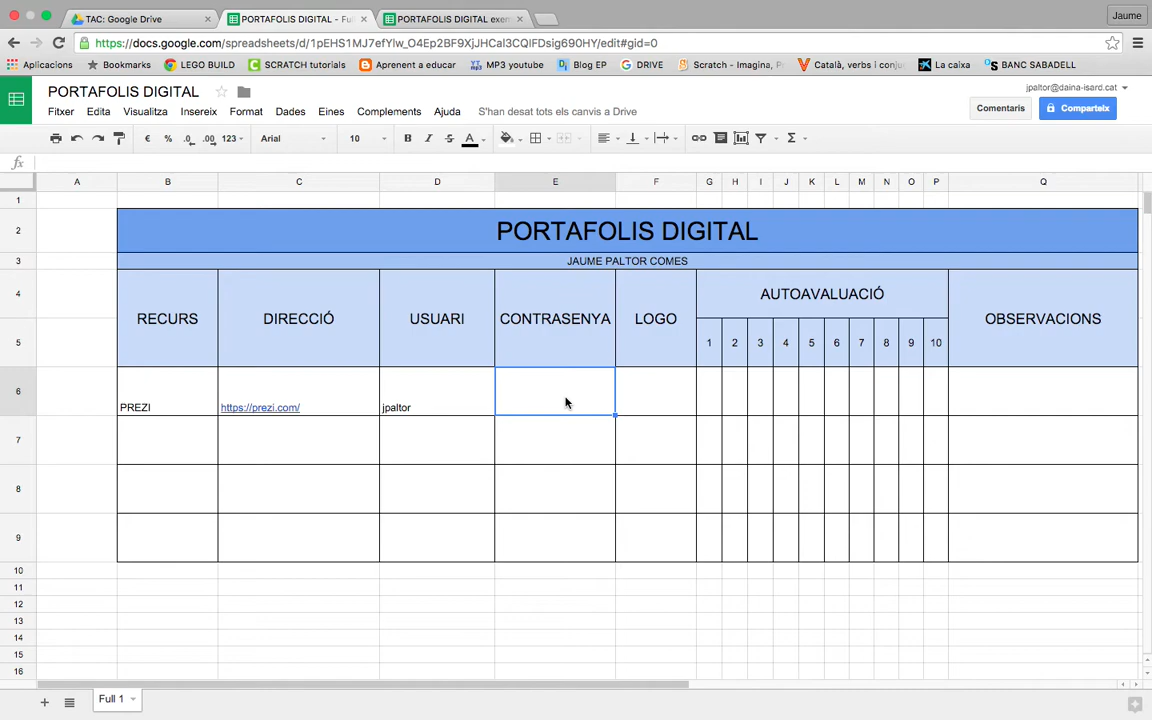 TAC: Google Drive
PORTAFOLIS DIGITAL - Full
PORTAFOLIS DIGITAL exem
Jaume
https://docs.google.com/spreadsheets/d/1pEHS1MJ7efYlw_O4Ep2BF9XjJHCal3CQIFDsig690HY/edit#gid=0
Aplicacions
Bookmarks
LEGO BUILD
SCRATCH tutorials
Aprenent a educar
MP3 youtube
Blog EP
DRIVE
Scratch - Imagina, P
Català, verbs i conju
La caixa
BANC SABADELL
PORTAFOLIS DIGITAL
jpaltor@daina-isard.cat
Fitxer Edita Visualitza Insereix Format Dades Eines Complements Ajuda S'han desat tots els canvis a Drive
Comentaris
Comparteix
€ % .0 .00 123 Arial 10 B I S A Σ
fx
A B C D E F G H I J K L M N O P Q
1
2 PORTAFOLIS DIGITAL
3 JAUME PALTOR COMES
4 AUTOAVALUACIÓ
RECURS DIRECCIÓ USUARI CONTRASENYA LOGO OBSERVACIONS
5 1 2 3 4 5 6 7 8 9 10
6
PREZI https://prezi.com/ jpaltor
7
8
9
10
11
12
13
14
15
16
Full 1